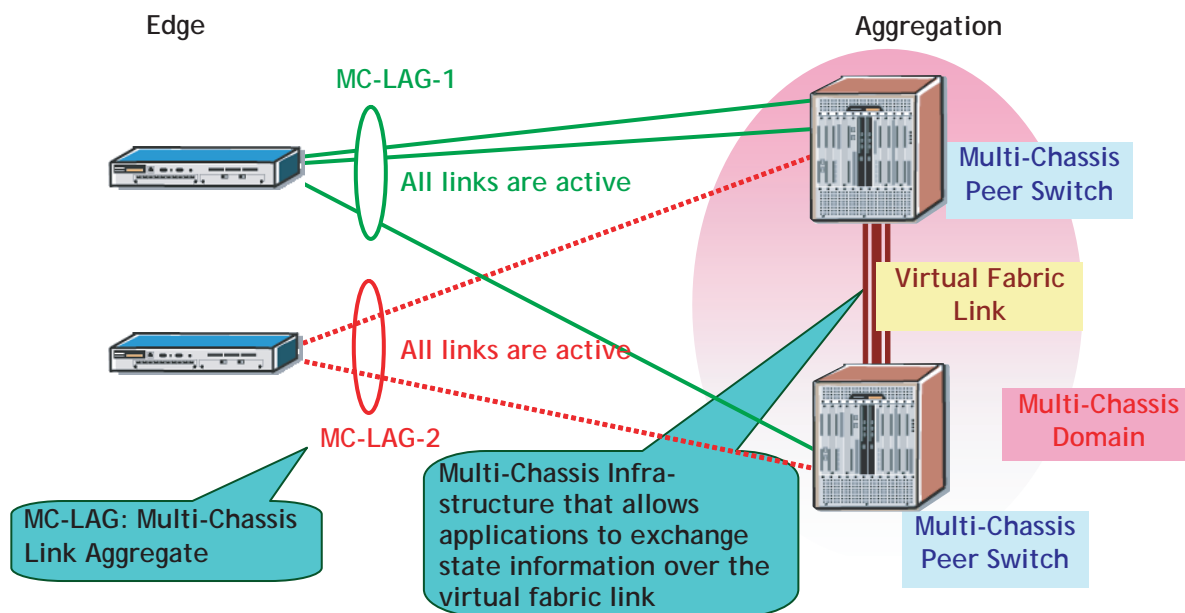 Edge
Aggregation
MC-LAG-1
All links are active
Multi-Chassis
Peer Switch
Virtual Fabric
Link
All links are active
MC-LAG-2
Multi-Chassis
Domain
MC-LAG: Multi-Chassis
Link Aggregate
Multi-Chassis Infra-
structure that allows
applications to exchange
state information over the
virtual fabric link
Multi-Chassis
Peer Switch